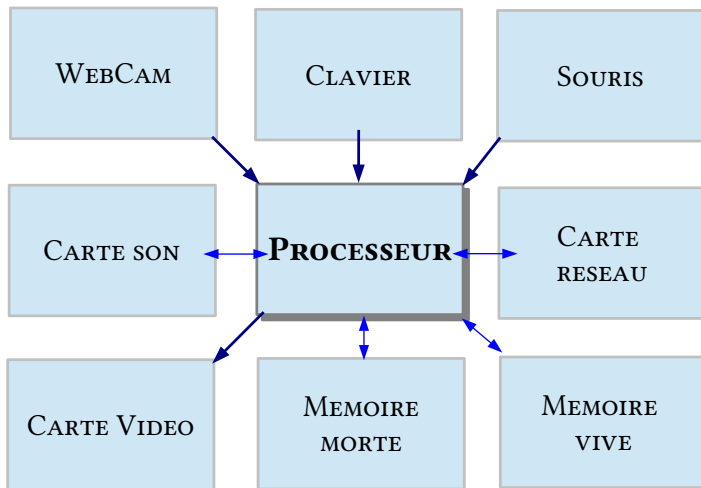 WebCam
Clavier
Souris
Carte son
Processeur
Carte
reseau
Carte Video
Memoire
morte
Memoire
vive